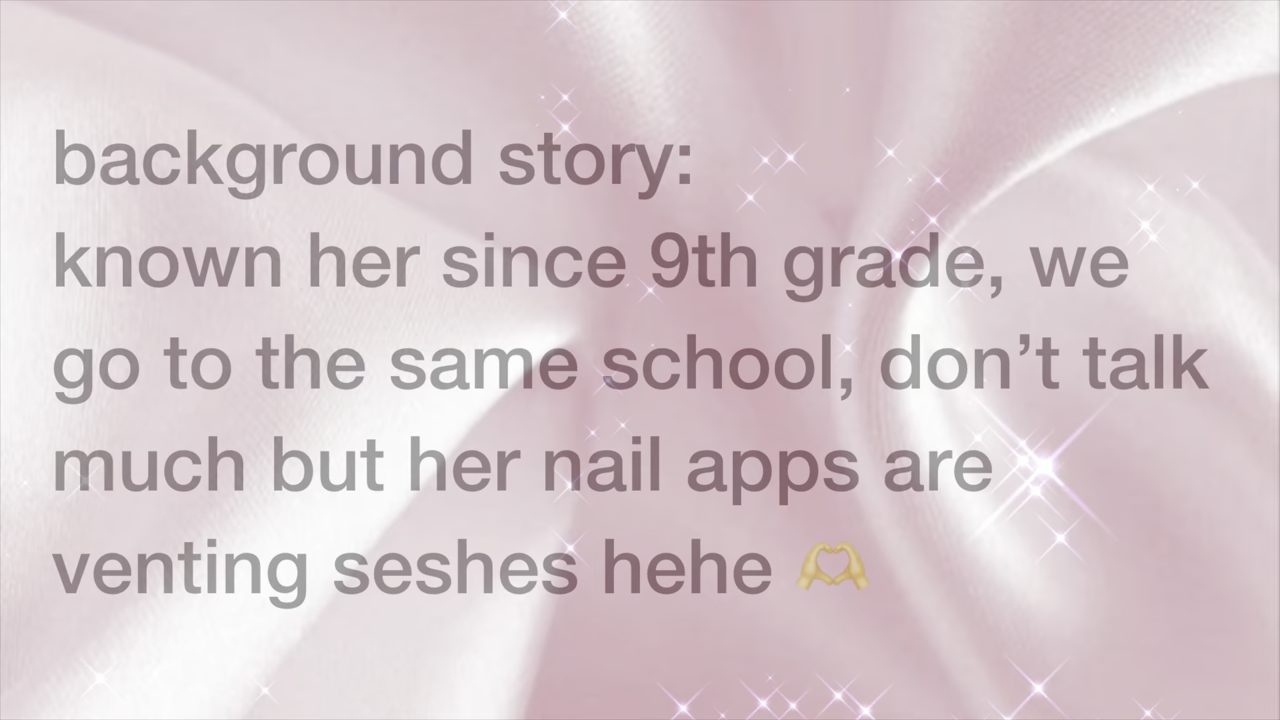 background story:
known her since 9th grade, we
go to the same school, don’t talk
much but her nail apps are
venting seshes hehe 🫶